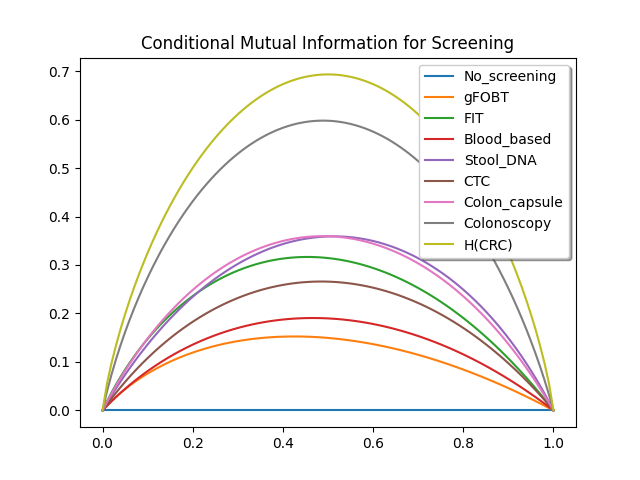 Conditional Mutual Information for Screening
0.7
0.6
0.5
0.4
0.3
0.2
0.1
0.0
No_screening
gFOBT
FIT
Blood_based
Stool_DNA
CTC
Colon_capsule
Colonoscopy
H(CRC)
0.0 0.2 0.4 0.6 0.8 1.0